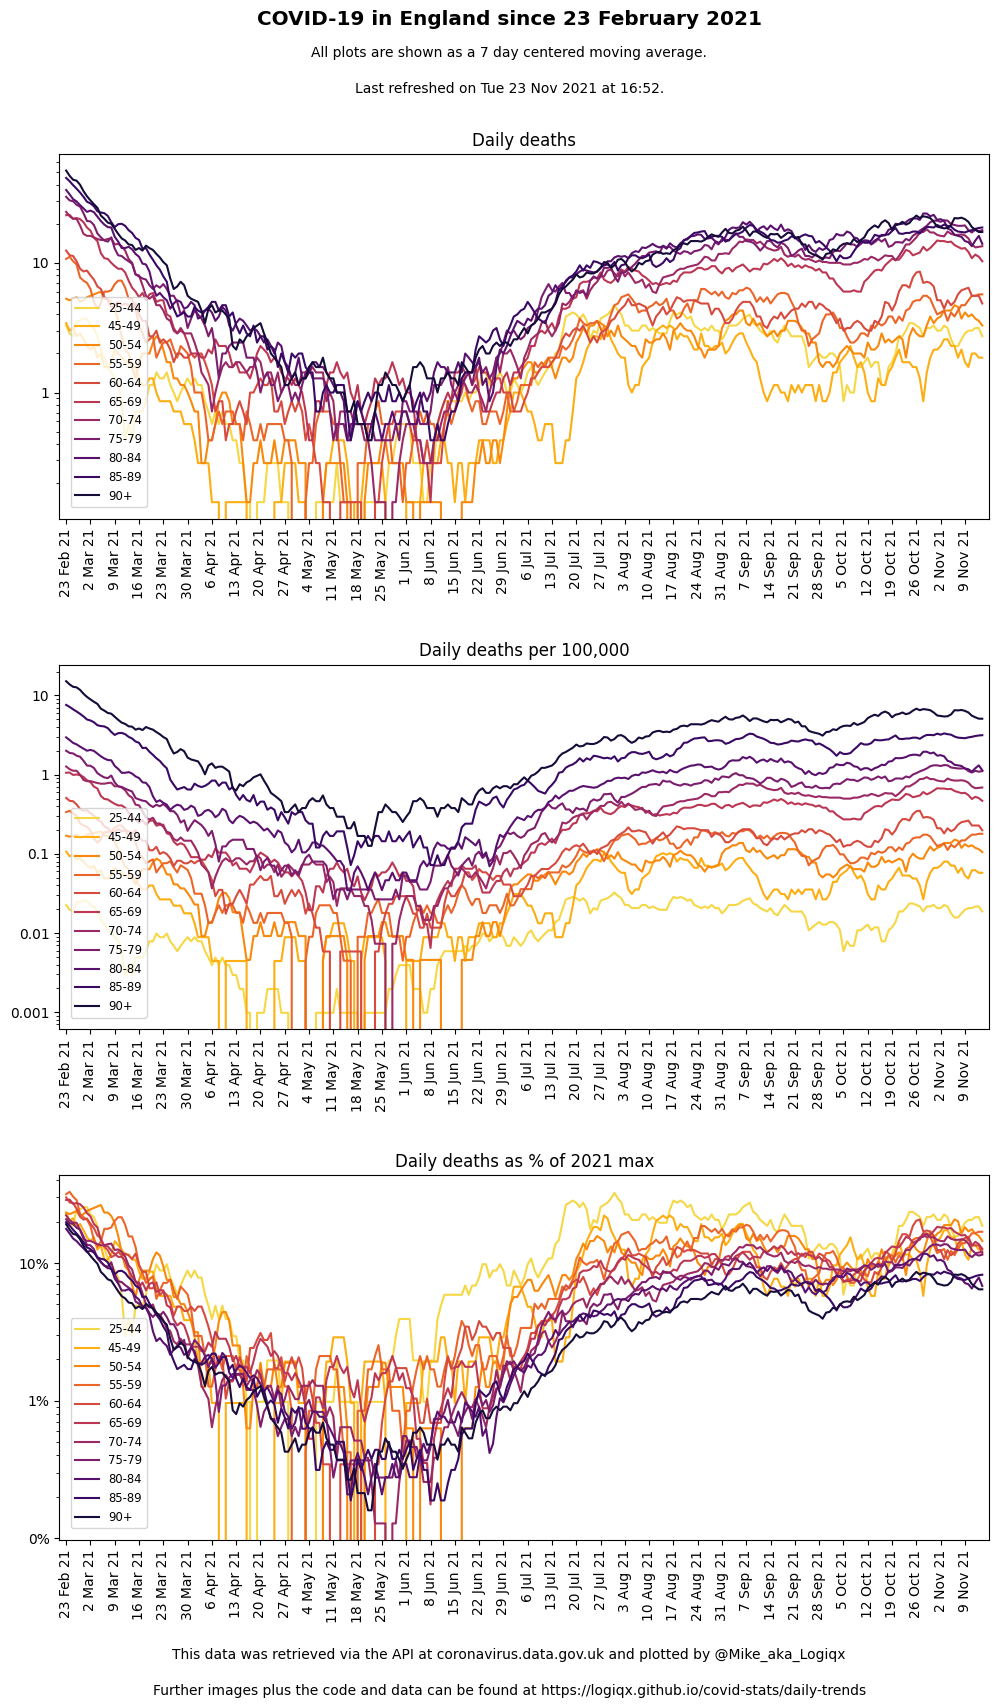 COVID-19 in England since 23 February 2021
All plots are shown as a 7 day centered moving average.
Last refreshed on Tue 23 Nov 2021 at 16:52.
Daily deaths
10
1
25-44
45-49
50-54
55-59
60-64
65-69
70-74
75-79
80-84
85-89
90+
23 Feb 21
2 Mar 21
9 Mar 21
16 Mar 21
23 Mar 21
30 Mar 21
6 Apr 21
13 Apr 21
20 Apr 21
27 Apr 21
4 May 21
11 May 21
18 May 21
25 May 21
1 Jun 21
8 Jun 21
15 Jun 21
22 Jun 21
29 Jun 21
6 Jul 21
13 Jul 21
20 Jul 21
27 Jul 21
3 Aug 21
10 Aug 21
17 Aug 21
24 Aug 21
31 Aug 21
7 Sep 21
14 Sep 21
21 Sep 21
28 Sep 21
5 Oct 21
12 Oct 21
19 Oct 21
26 Oct 21
2 Nov 21
9 Nov 21
Daily deaths per 100,000
10
1
0.1
0.01
0.001
25-44
45-49
50-54
55-59
60-64
65-69
70-74
75-79
80-84
85-89
90+
23 Feb 21
2 Mar 21
9 Mar 21
16 Mar 21
23 Mar 21
30 Mar 21
6 Apr 21
13 Apr 21
20 Apr 21
27 Apr 21
4 May 21
11 May 21
18 May 21
25 May 21
1 Jun 21
8 Jun 21
15 Jun 21
22 Jun 21
29 Jun 21
6 Jul 21
13 Jul 21
20 Jul 21
27 Jul 21
3 Aug 21
10 Aug 21
17 Aug 21
24 Aug 21
31 Aug 21
7 Sep 21
14 Sep 21
21 Sep 21
28 Sep 21
5 Oct 21
12 Oct 21
19 Oct 21
26 Oct 21
2 Nov 21
9 Nov 21
Daily deaths as % of 2021 max
10%
1%
0%
25-44
45-49
50-54
55-59
60-64
65-69
70-74
75-79
80-84
85-89
90+
23 Feb 21
2 Mar 21
9 Mar 21
16 Mar 21
23 Mar 21
30 Mar 21
6 Apr 21
13 Apr 21
20 Apr 21
27 Apr 21
4 May 21
11 May 21
18 May 21
25 May 21
1 Jun 21
8 Jun 21
15 Jun 21
22 Jun 21
29 Jun 21
6 Jul 21
13 Jul 21
20 Jul 21
27 Jul 21
3 Aug 21
10 Aug 21
17 Aug 21
24 Aug 21
31 Aug 21
7 Sep 21
14 Sep 21
21 Sep 21
28 Sep 21
5 Oct 21
12 Oct 21
19 Oct 21
26 Oct 21
2 Nov 21
9 Nov 21
This data was retrieved via the API at coronavirus.data.gov.uk and plotted by @Mike_aka_Logiqx
Further images plus the code and data can be found at https://logiqx.github.io/covid-stats/daily-trends